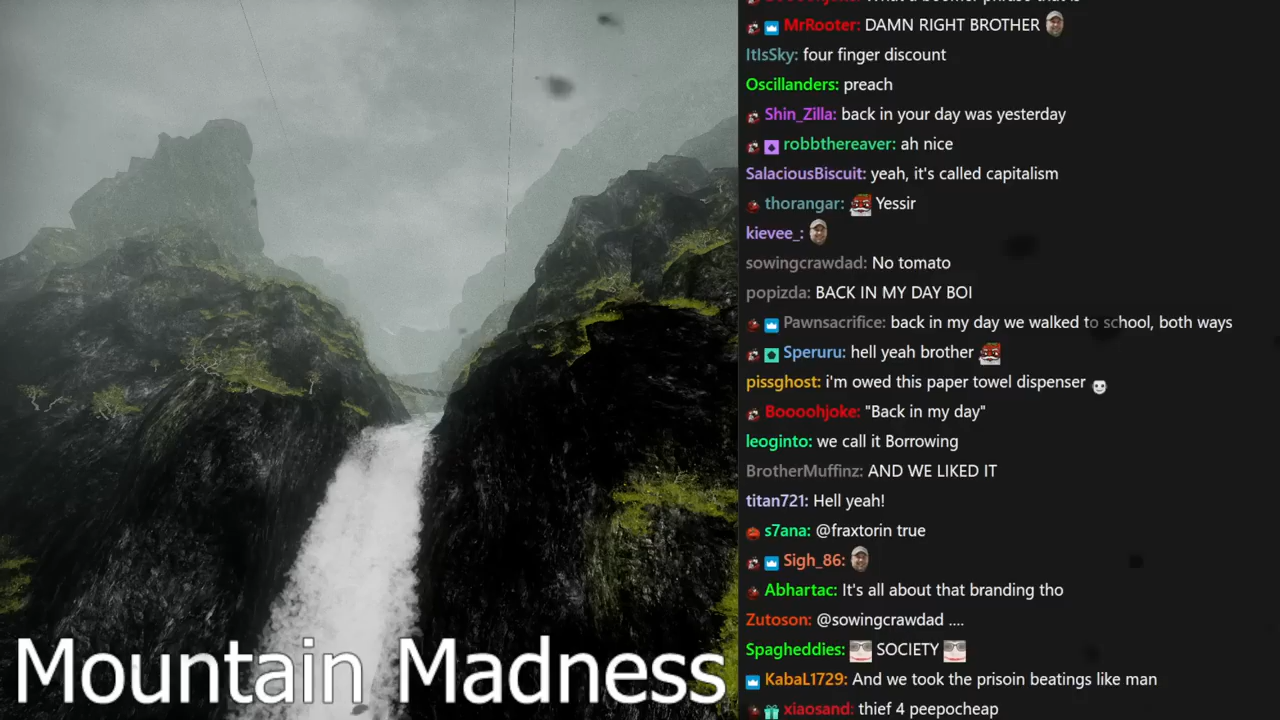 MrRooter: DAMN RIGHT BROTHER
ItIsSky: four finger discount
Oscillanders: preach
Shin_Zilla: back in your day was yesterday
robbthereaver: ah nice
SalaciousBiscuit: yeah, it's called capitalism
thorangar: Yessir
kievee_:
sowingcrawdad: No tomato
popizda: BACK IN MY DAY BOI
Pawnsacrifice: back in my day we walked to school, both ways
Speruru: hell yeah brother
pissghost: i'm owed this paper towel dispenser
Boooohjoke: "Back in my day"
leoginto: we call it Borrowing
BrotherMuffinz: AND WE LIKED IT
titan721: Hell yeah!
s7ana: @fraxtorin true
Sigh_86:
Abhartac: It's all about that branding tho
Zutoson: @sowingcrawdad ....
Spagheddies: SOCIETY
KabaL1729: And we took the prisoin beatings like man
xiaosand: thief 4 peepocheap
Mountain Madness